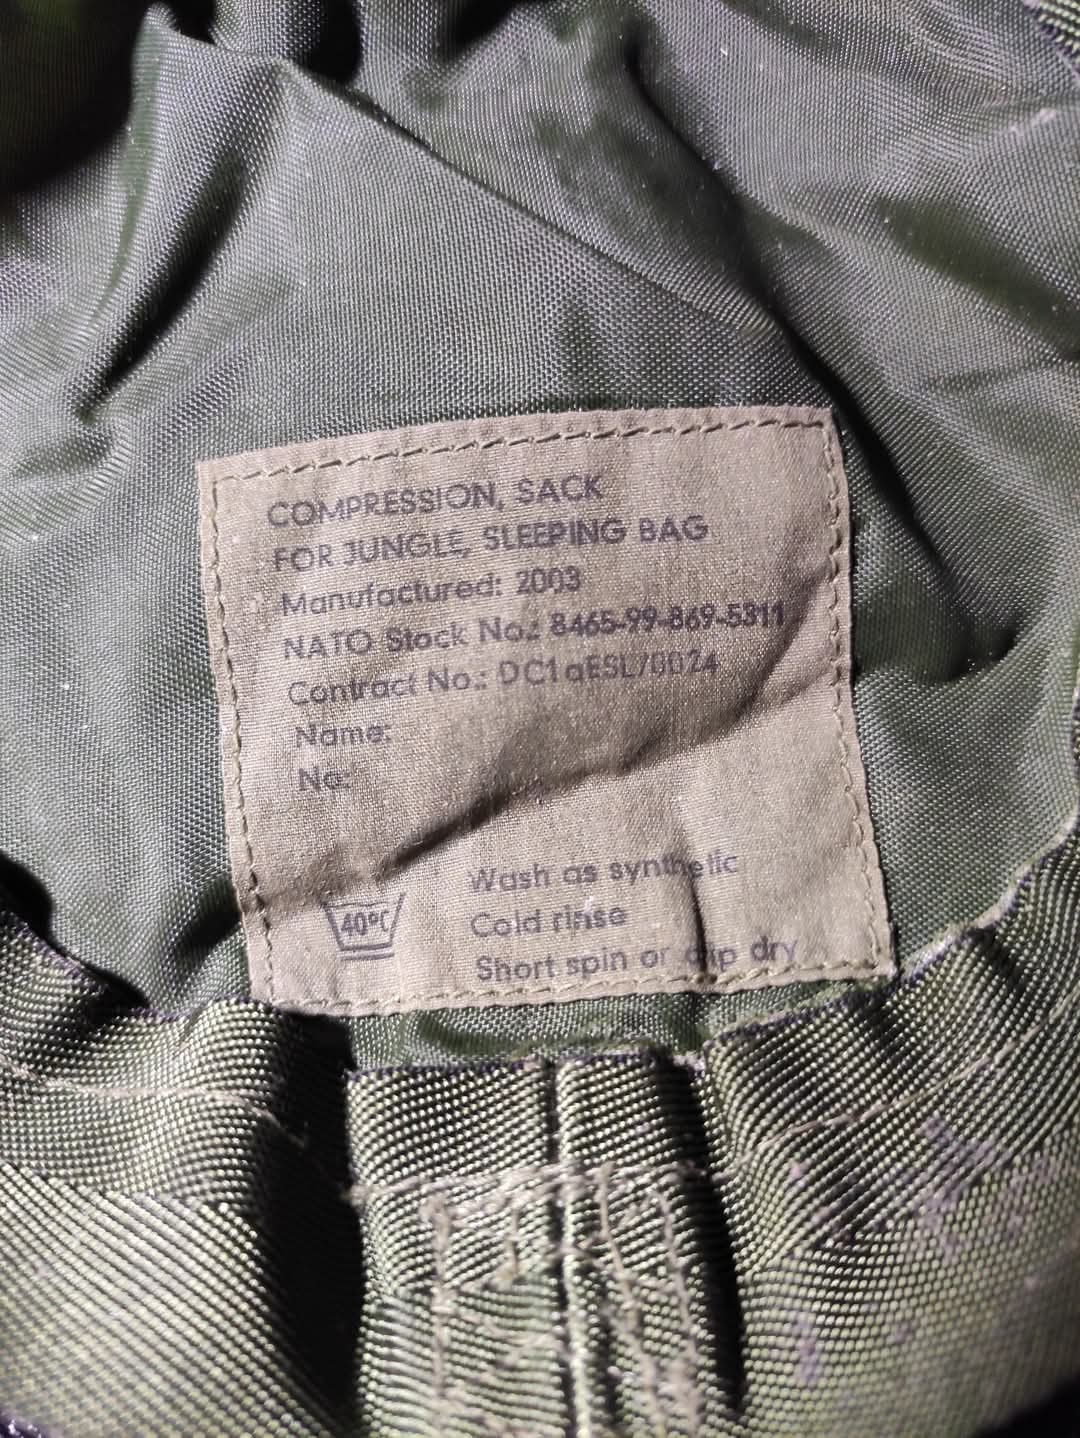 COMPRESSION, SACK
FOR JUNGLE, SLEEPING BAG
Manufactured: 2003
NATO Stock No.: 8465-99-869-5311
Contract No.: DC1aESL/0024
Name:
No:
Wash as synthetic
40°C
Cold rinse
Short spin or drip dry